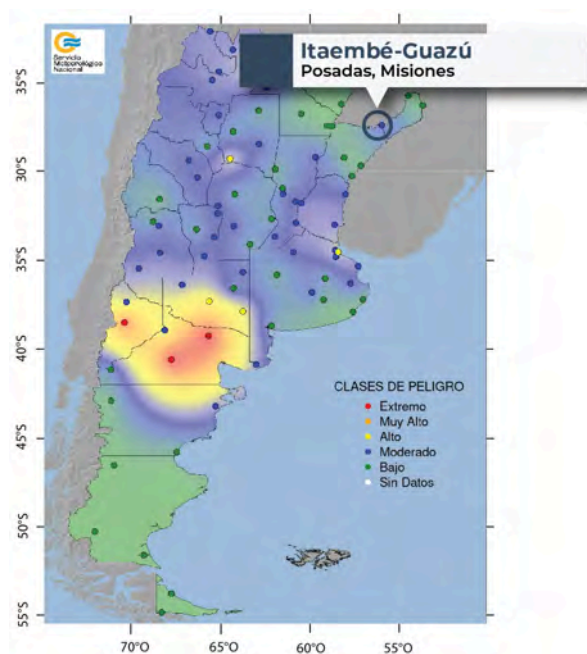 Servicio
Meteorológico
Nacional
Itaembé-Guazú
Posadas, Misiones
35°S
30°S
35°S
40°S
45°S
50°S
55°S
CLASES DE PELIGRO
Extremo
Muy Alto
Alto
Moderado
Bajo
Sin Datos
70°O
65°O
60°O
55°O